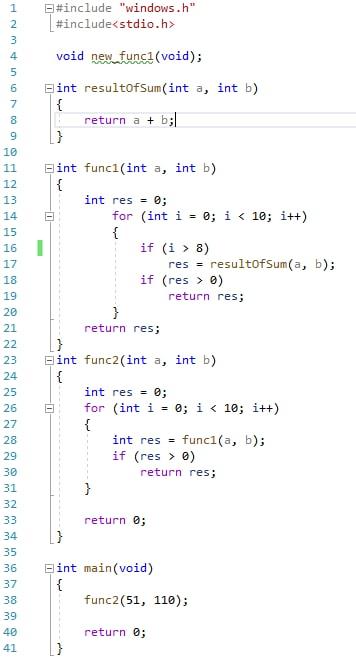 1 #include "windows.h"
2 #include<stdio.h>
3
4 void new_func1(void);
5
6 int resultOfSum(int a, int b)
7 {
8     return a + b;
9 }
10
11 int func1(int a, int b)
12 {
13     int res = 0;
14         for (int i = 0; i < 10; i++)
15         {
16             if (i > 8)
17                 res = resultOfSum(a, b);
18             if (res > 0)
19                 return res;
20         }
21     return res;
22 }
23 int func2(int a, int b)
24 {
25     int res = 0;
26     for (int i = 0; i < 10; i++)
27     {
28         int res = func1(a, b);
29         if (res > 0)
30             return res;
31     }
32
33     return 0;
34 }
35
36 int main(void)
37 {
38     func2(51, 110);
39
40     return 0;
41 }